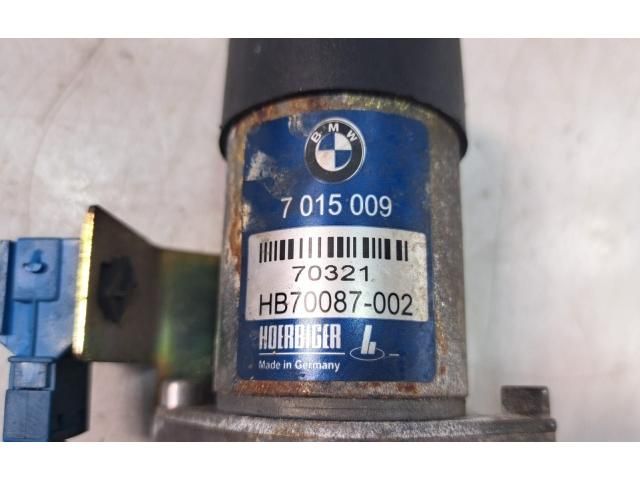 BMW
7 015 009
70321
HB70087-002
HOERBIGER
Made in Germany